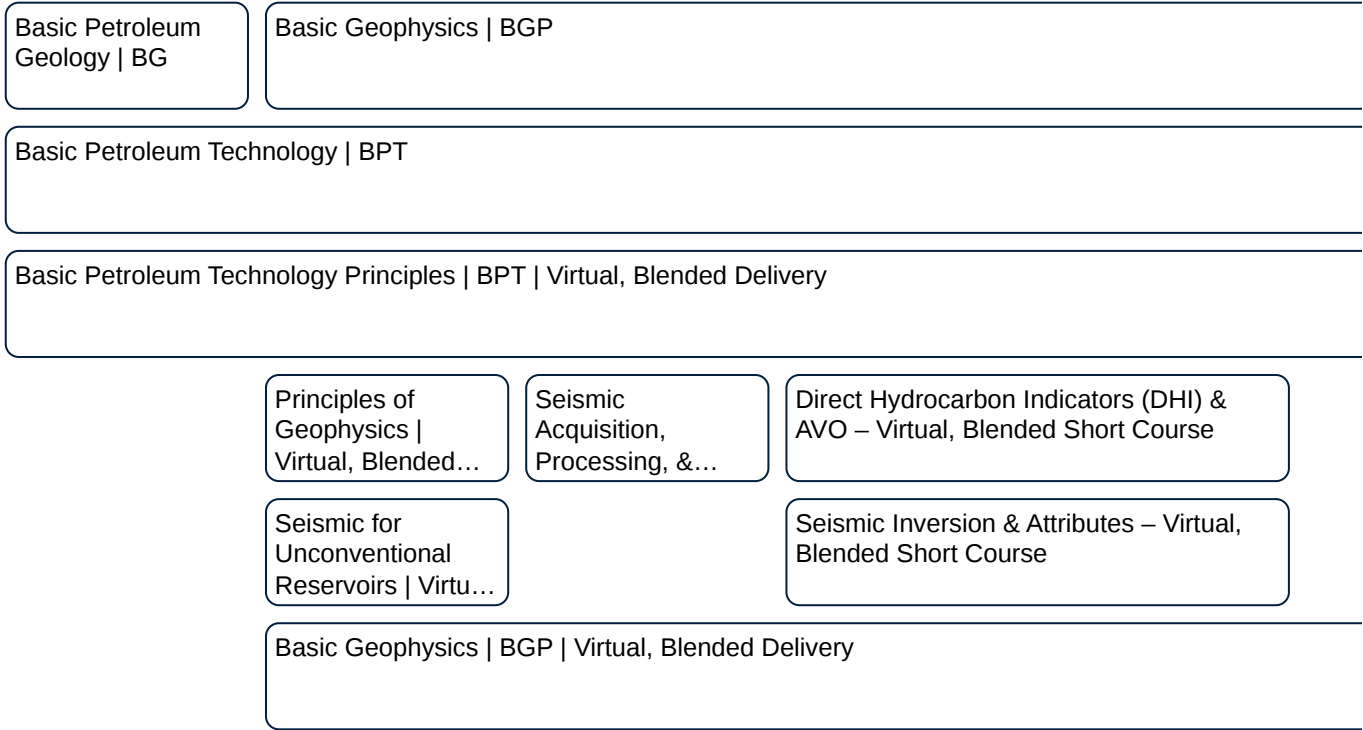 Basic Petroleum
Geology | BG
Basic Geophysics | BGP
Basic Petroleum Technology | BPT
Basic Petroleum Technology Principles | BPT | Virtual, Blended Delivery
Principles of
Geophysics |
Virtual, Blended…
Seismic
Acquisition,
Processing, &…
Direct Hydrocarbon Indicators (DHI) &
AVO – Virtual, Blended Short Course
Seismic for
Unconventional
Reservoirs | Virtu…
Seismic Inversion & Attributes – Virtual,
Blended Short Course
Basic Geophysics | BGP | Virtual, Blended Delivery